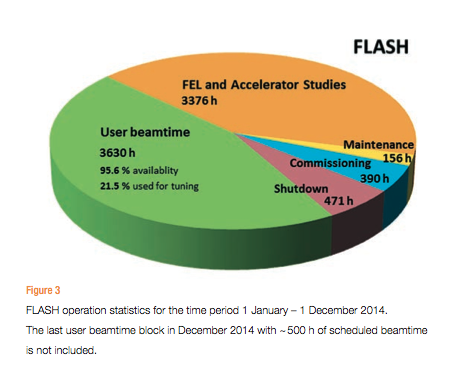 FLASH
FEL and Accelerator Studies
3376 h
User beamtime
3630 h
95.6 % availablity
21.5 % used for tuning
Maintenance
156 h
Commissioning
390 h
Shutdown
471 h
Figure 3
FLASH operation statistics for the time period 1 January – 1 December 2014.
The last user beamtime block in December 2014 with ~ 500 h of scheduled beamtime
is not included.